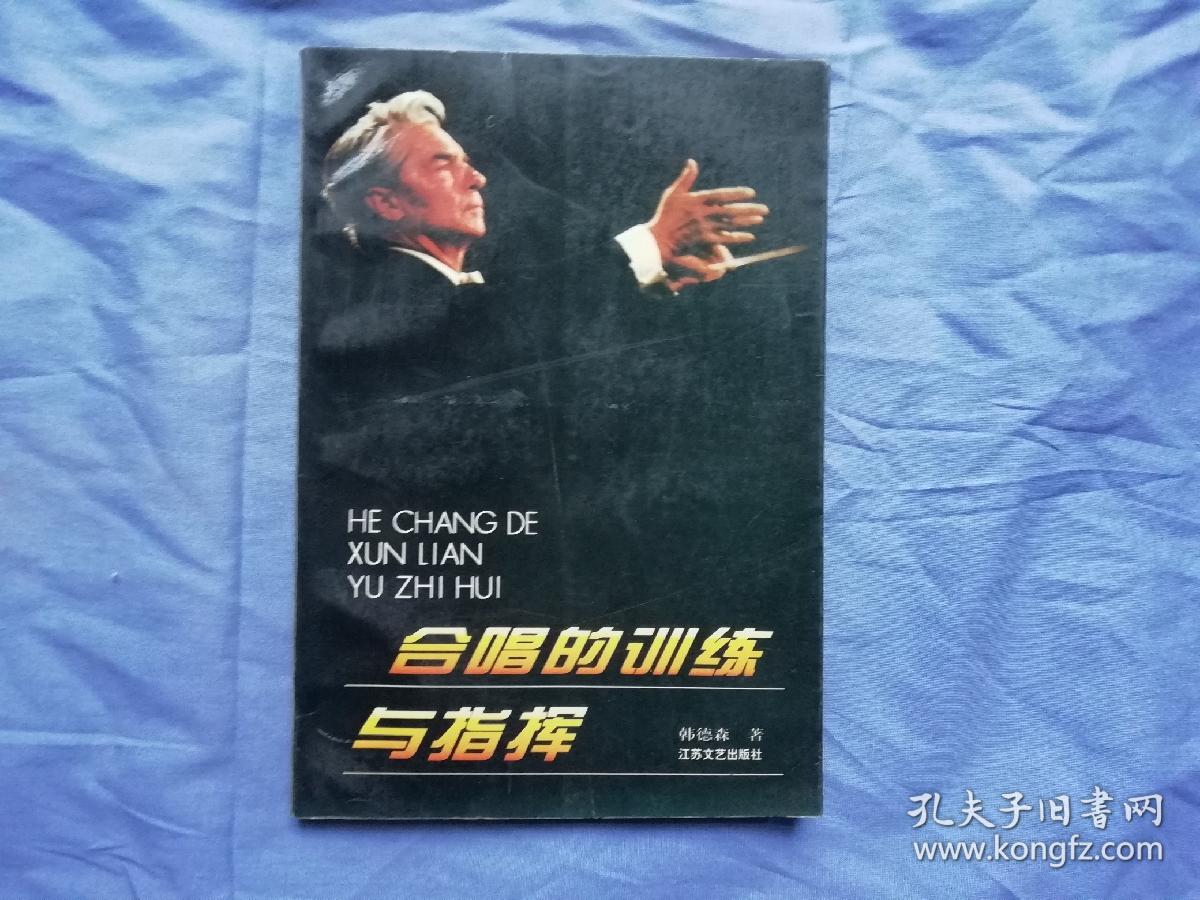 HE CHANG DE
XUN LIAN
YU ZHI HUI
合唱的训练
与指挥
韩德森 著
江苏文艺出版社
孔夫子旧书网
www.kongfz.com